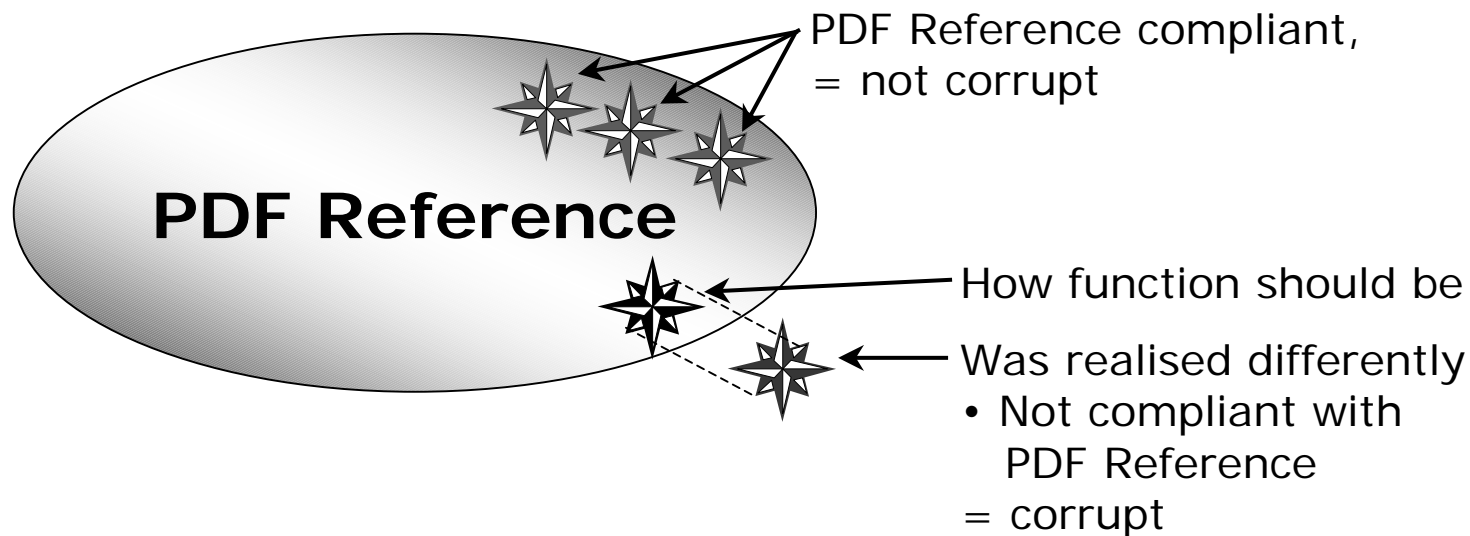 PDF Reference compliant,
= not corrupt
PDF Reference
How function should be
Was realised differently
• Not compliant with
PDF Reference
= corrupt